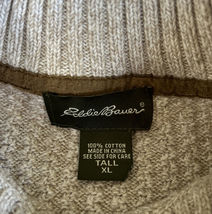 Eddie Bauer®
100% COTTON
MADE IN CHINA
SEE SIDE FOR CARE
TALL
XL